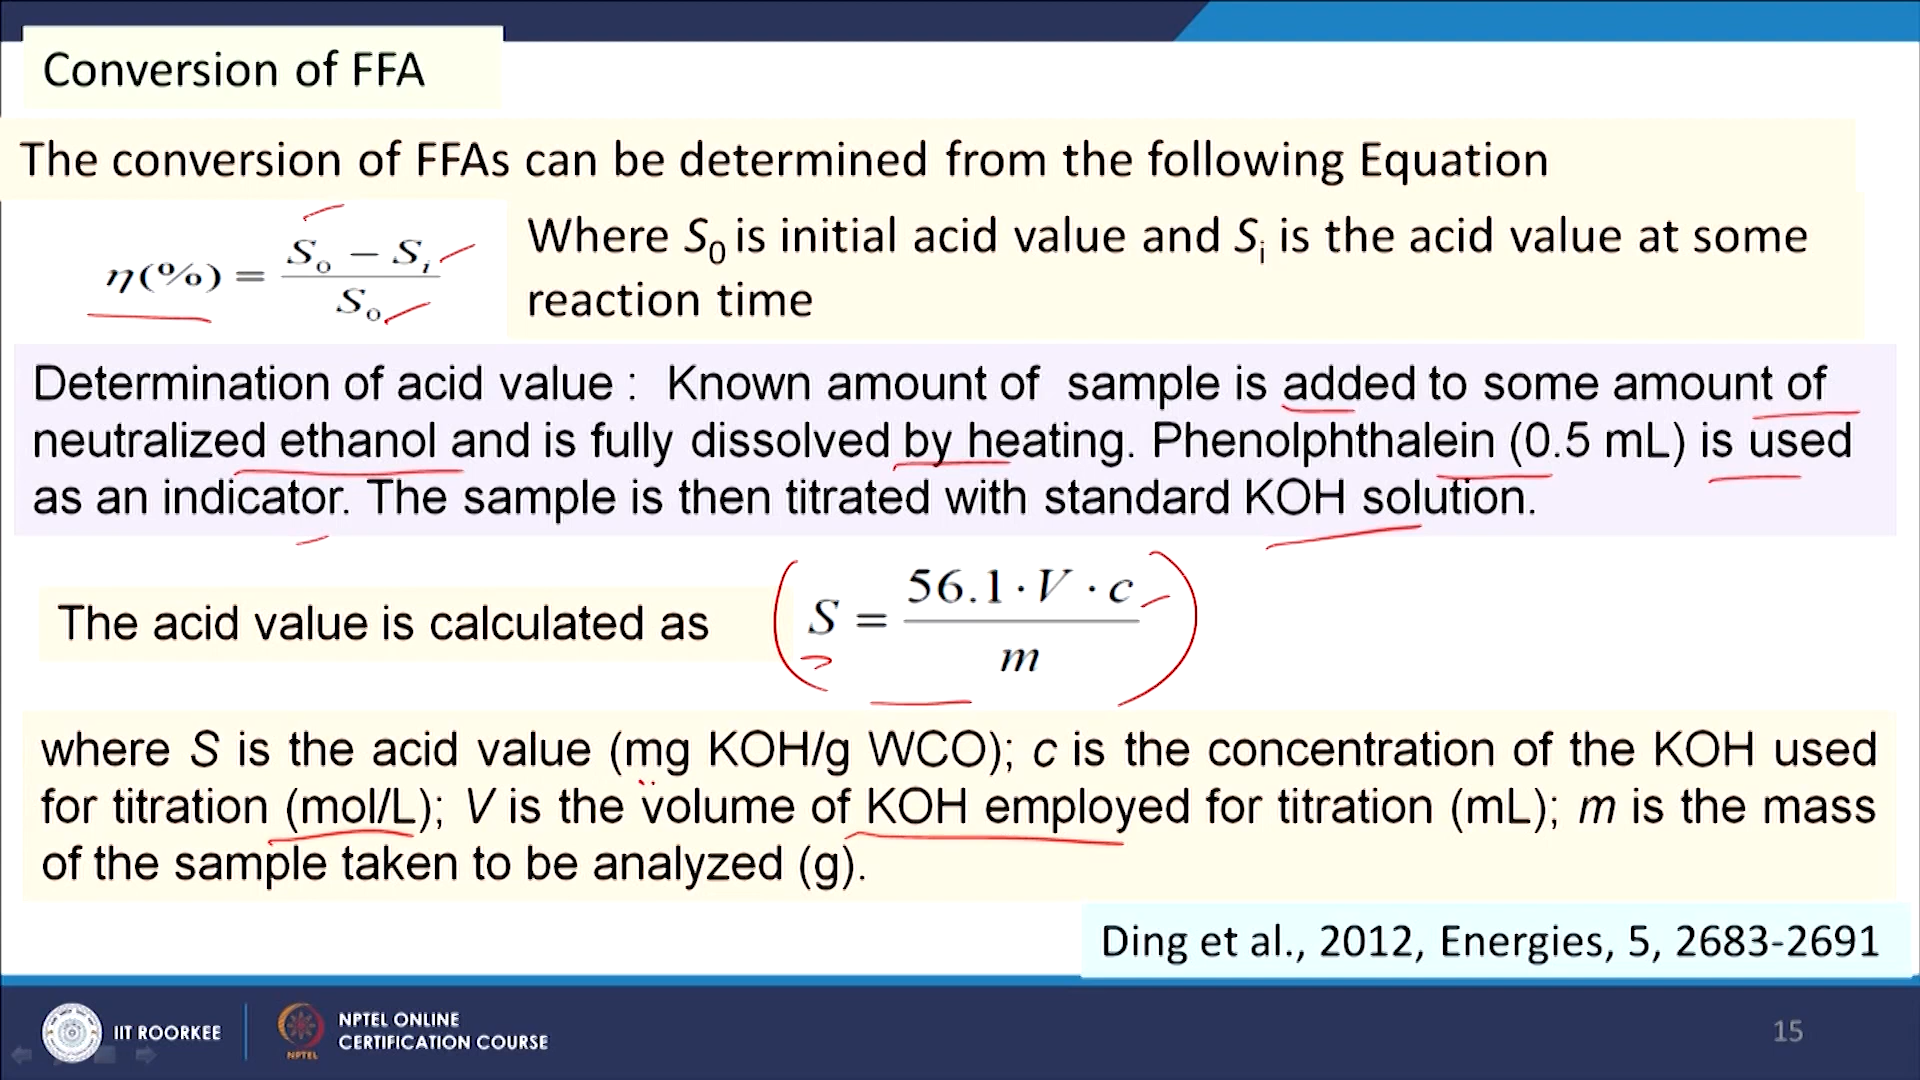 Conversion of FFA
The conversion of FFAs can be determined from the following Equation
η(%) = (S₀ − Sᵢ) / S₀
Where S₀ is initial acid value and Sᵢ is the acid value at some
reaction time
Determination of acid value : Known amount of sample is added to some amount of
neutralized ethanol and is fully dissolved by heating. Phenolphthalein (0.5 mL) is used
as an indicator. The sample is then titrated with standard KOH solution.
The acid value is calculated as
S = 56.1 · V · c / m
where S is the acid value (mg KOH/g WCO); c is the concentration of the KOH used
for titration (mol/L); V is the volume of KOH employed for titration (mL); m is the mass
of the sample taken to be analyzed (g).
Ding et al., 2012, Energies, 5, 2683-2691
IIT ROORKEE
NPTEL
NPTEL ONLINE
CERTIFICATION COURSE
15